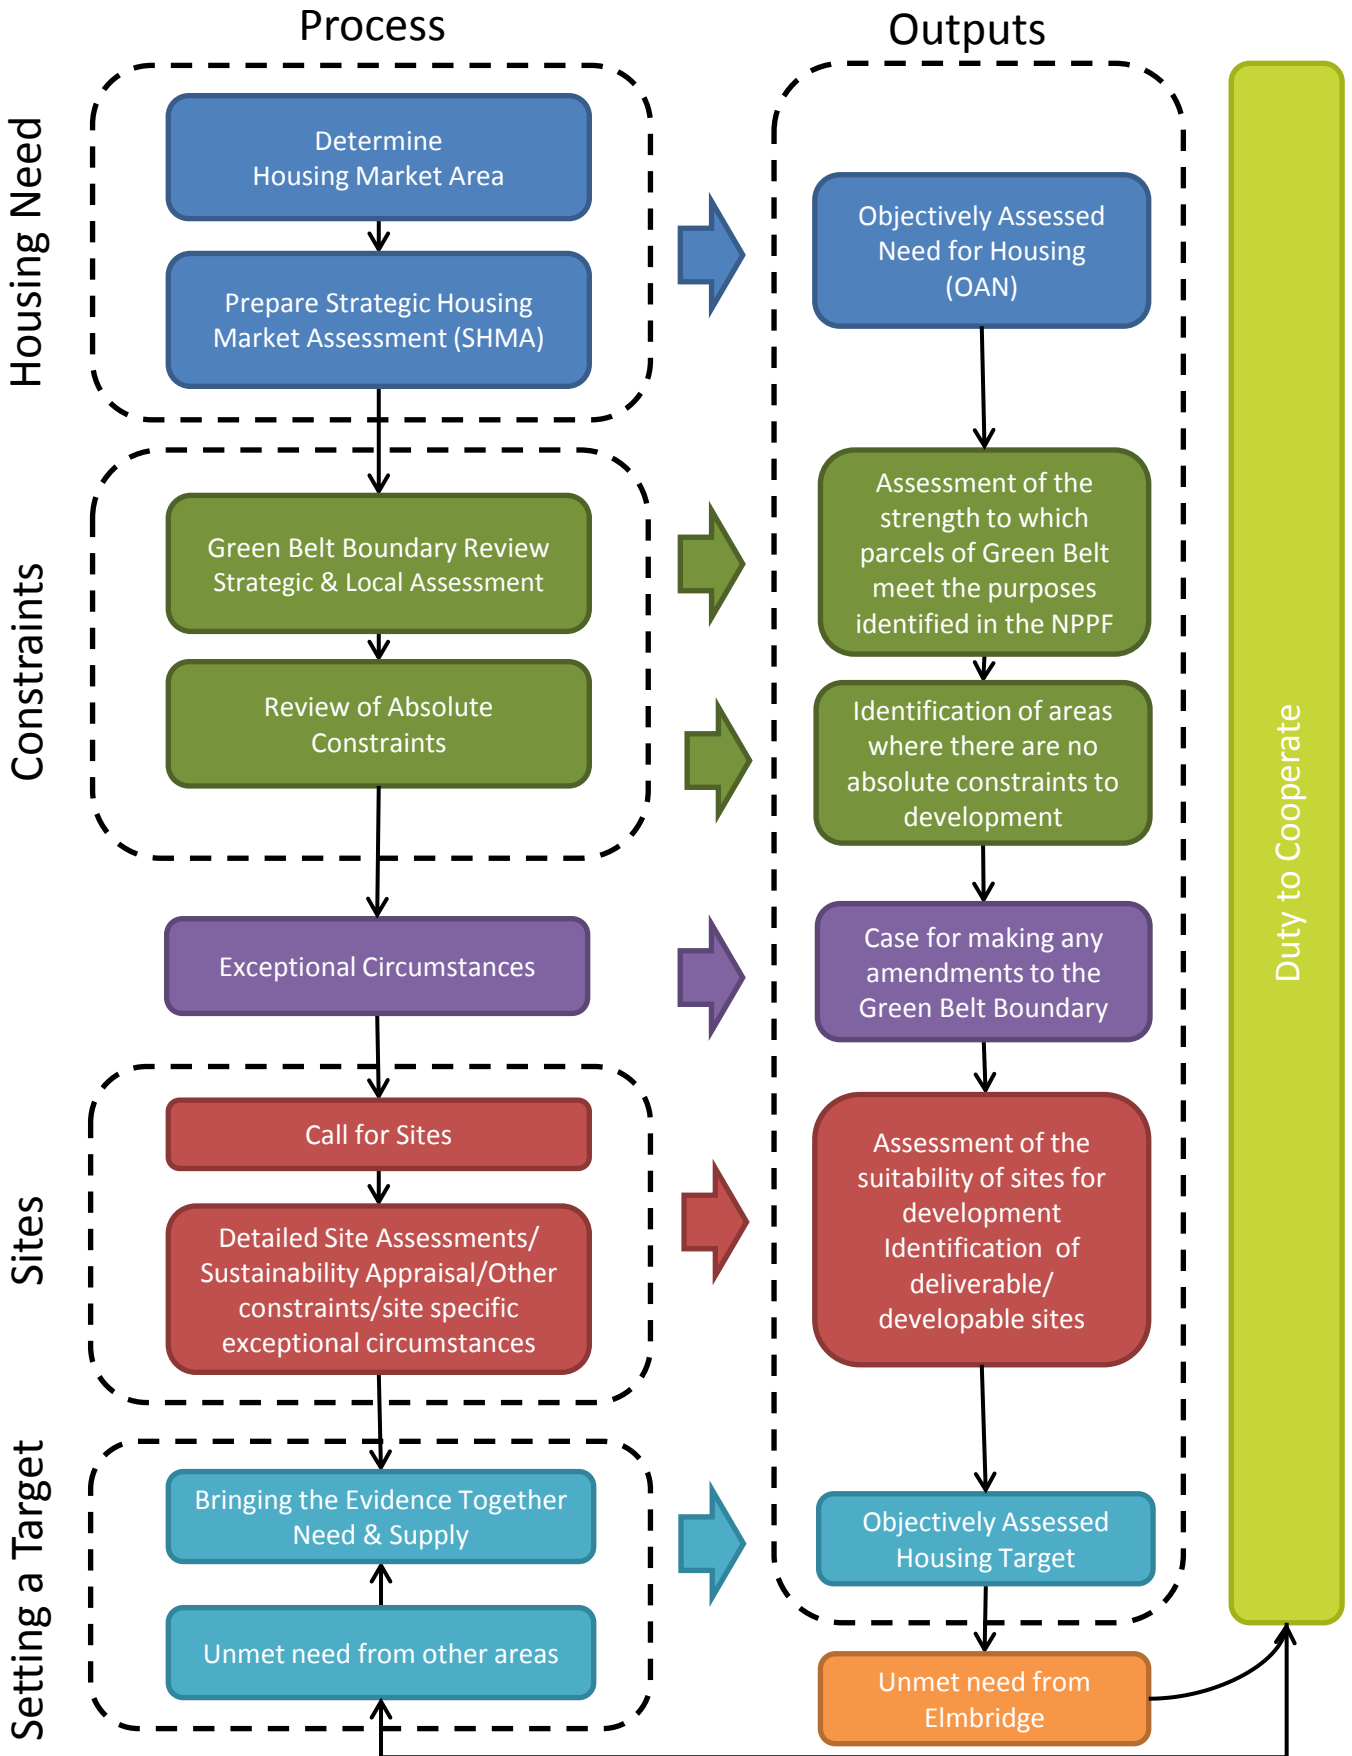 Process
Outputs
Housing Need
Determine
Housing Market Area
Prepare Strategic Housing
Market Assessment (SHMA)
Objectively Assessed
Need for Housing
(OAN)
Constraints
Green Belt Boundary Review
Strategic & Local Assessment
Review of Absolute
Constraints
Assessment of the
strength to which
parcels of Green Belt
meet the purposes
identified in the NPPF
Identification of areas
where there are no
absolute constraints to
development
Exceptional Circumstances
Case for making any
amendments to the
Green Belt Boundary
Sites
Call for Sites
Detailed Site Assessments/
Sustainability Appraisal/Other
constraints/site specific
exceptional circumstances
Assessment of the
suitability of sites for
development
Identification of
deliverable/
developable sites
Setting a Target
Bringing the Evidence Together
Need & Supply
Unmet need from other areas
Objectively Assessed
Housing Target
Unmet need from
Elmbridge
Duty to Cooperate